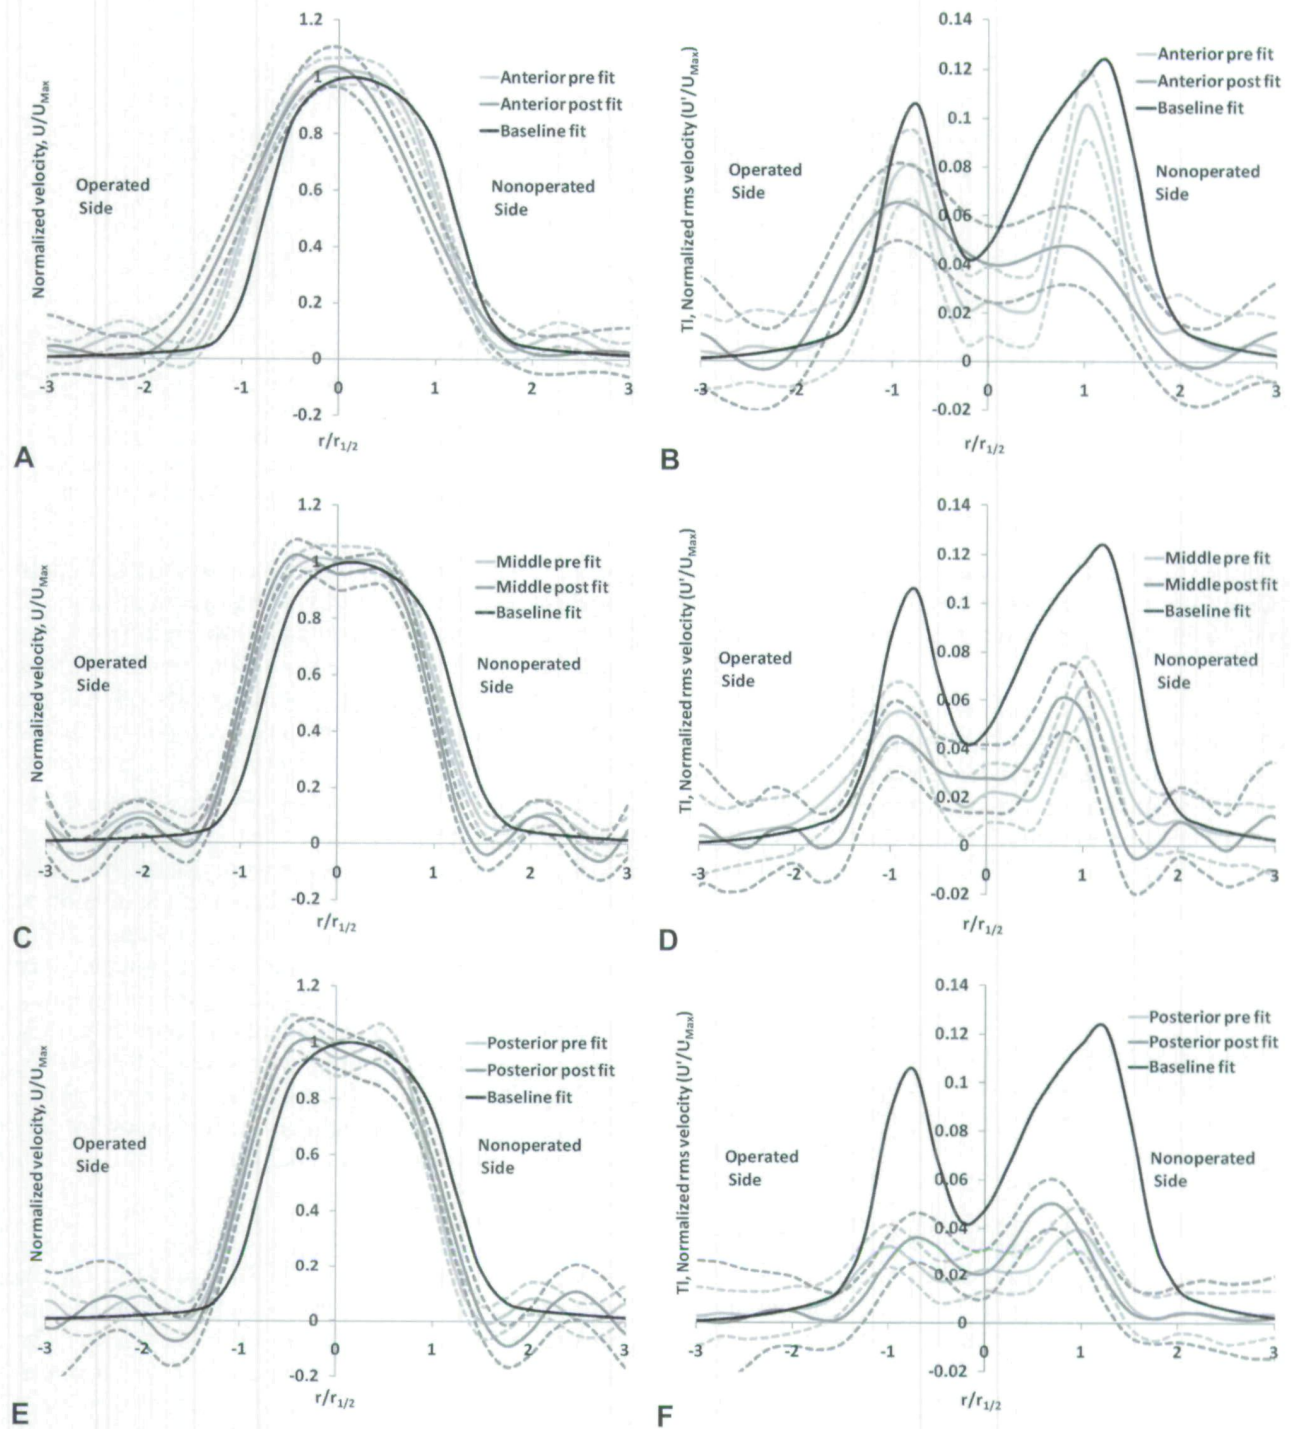 1.2
1
0.8
0.6
0.4
0.2
0
-0.2
-3
-2
-1
0
1
2
3
Normalized velocity, U/UMax
Operated
Side
Nonoperated
Side
Anterior pre fit
Anterior post fit
Baseline fit
r/r1/2
A
0.14
0.12
0.1
0.08
0.06
0.04
0.02
0
-0.02
-3
-2
-1
0
1
2
3
TI, Normalized rms velocity (U'/UMax)
Operated
Side
Nonoperated
Side
Anterior pre fit
Anterior post fit
Baseline fit
r/r1/2
B
1.2
1
0.8
0.6
0.4
0.2
0
-0.2
-3
-2
-1
0
1
2
3
Normalized velocity, U/UMax
Operated
Side
Nonoperated
Side
Middle pre fit
Middle post fit
Baseline fit
r/r1/2
C
0.14
0.12
0.1
0.08
0.06
0.04
0.02
0
-0.02
-3
-2
-1
0
1
2
3
TI, Normalized rms velocity (U'/UMax)
Operated
Side
Nonoperated
Side
Middle pre fit
Middle post fit
Baseline fit
r/r1/2
D
1.2
1
0.8
0.6
0.4
0.2
0
-0.2
-3
-2
-1
0
1
2
3
Normalized velocity, U/UMax
Operated
Side
Nonoperated
Side
Posterior pre fit
Posterior post fit
Baseline fit
r/r1/2
E
0.14
0.12
0.1
0.08
0.06
0.04
0.02
0
-0.02
-3
-2
-1
0
1
2
3
TI, Normalized rms velocity (U'/UMax)
Operated
Side
Nonoperated
Side
Posterior pre fit
Posterior post fit
Baseline fit
r/r1/2
F